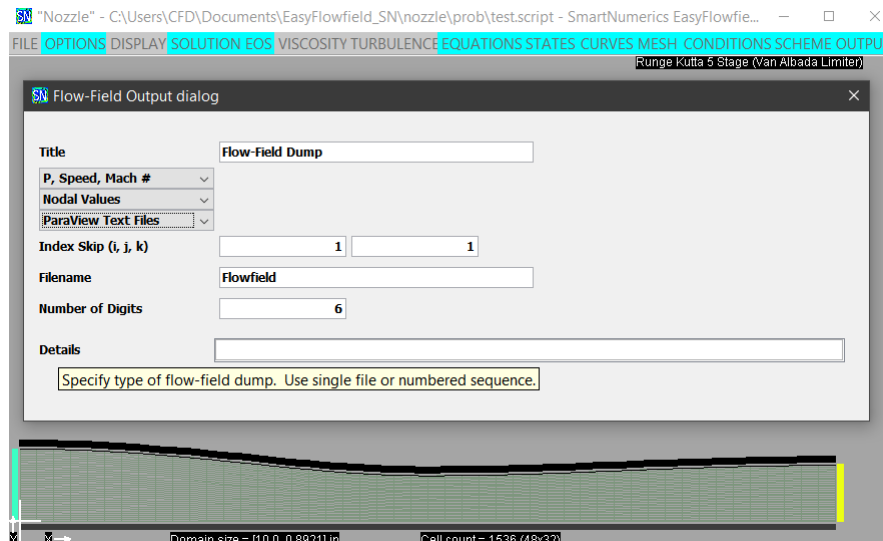 "Nozzle" - C:\Users\CFD\Documents\EasyFlowfield_SN\nozzle\prob\test.script - SmartNumerics EasyFlowfie...
FILE OPTIONS DISPLAY SOLUTION EOS VISCOSITY TURBULENCE EQUATIONS STATES CURVES MESH CONDITIONS SCHEME OUTPU
Runge Kutta 5 Stage (Van Albada Limiter)
SN Flow-Field Output dialog
Title Flow-Field Dump
P, Speed, Mach #
Nodal Values
ParaView Text Files
Index Skip (i, j, k) 1 1
Filename Flowfield
Number of Digits 6
Details
Specify type of flow-field dump. Use single file or numbered sequence.
Domain size = [10.0, 0.8921] in Cell count = 1536 (48x32)